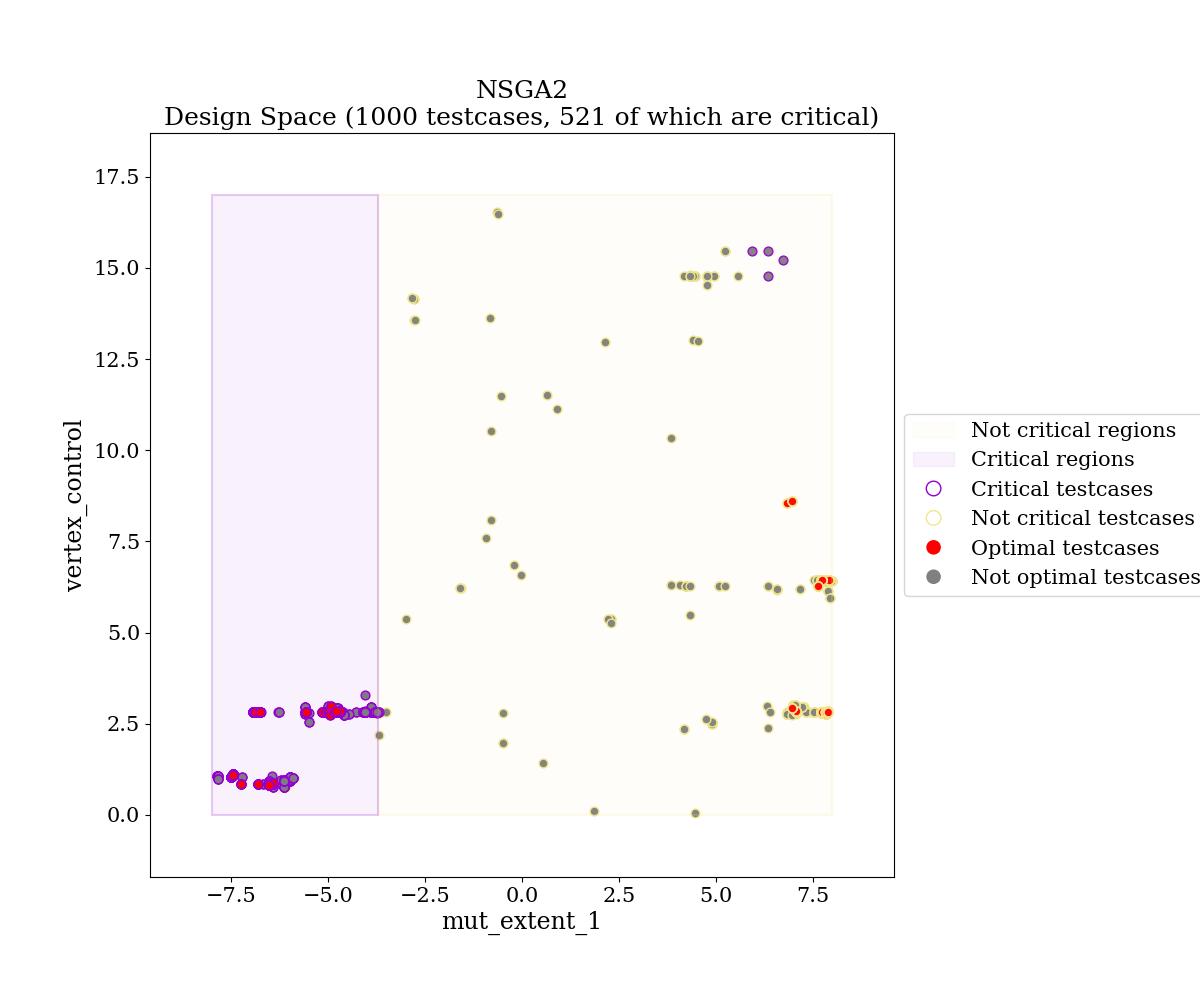 NSGA2
Design Space (1000 testcases, 521 of which are critical)
17.5
15.0
12.5
10.0
7.5
5.0
2.5
0.0
vertex_control
−7.5
−5.0
−2.5
0.0
2.5
5.0
7.5
mut_extent_1
Not critical regions
Critical regions
Critical testcases
Not critical testcases
Optimal testcases
Not optimal testcases